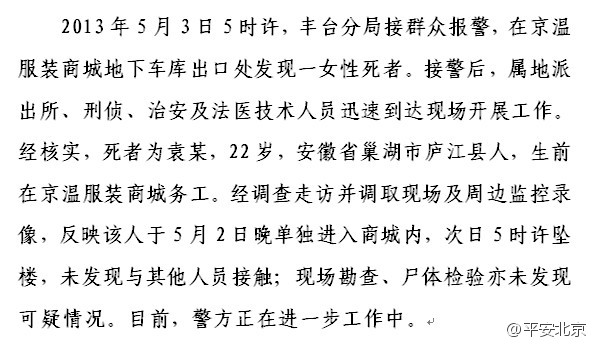 2013年5月3日5时许，丰台分局接群众报警，在京温
服装商城地下车库出口处发现一女性死者。接警后，属地派
出所、刑侦、治安及法医技术人员迅速到达现场开展工作。
经核实，死者为袁某，22岁，安徽省巢湖市庐江县人，生前
在京温服装商城务工。经调查走访并调取现场及周边监控录
像，反映该人于5月2日晚单独进入商城内，次日5时许坠
楼，未发现与其他人员接触；现场勘查、尸体检验亦未发现
可疑情况。目前，警方正在进一步工作中。
@平安北京